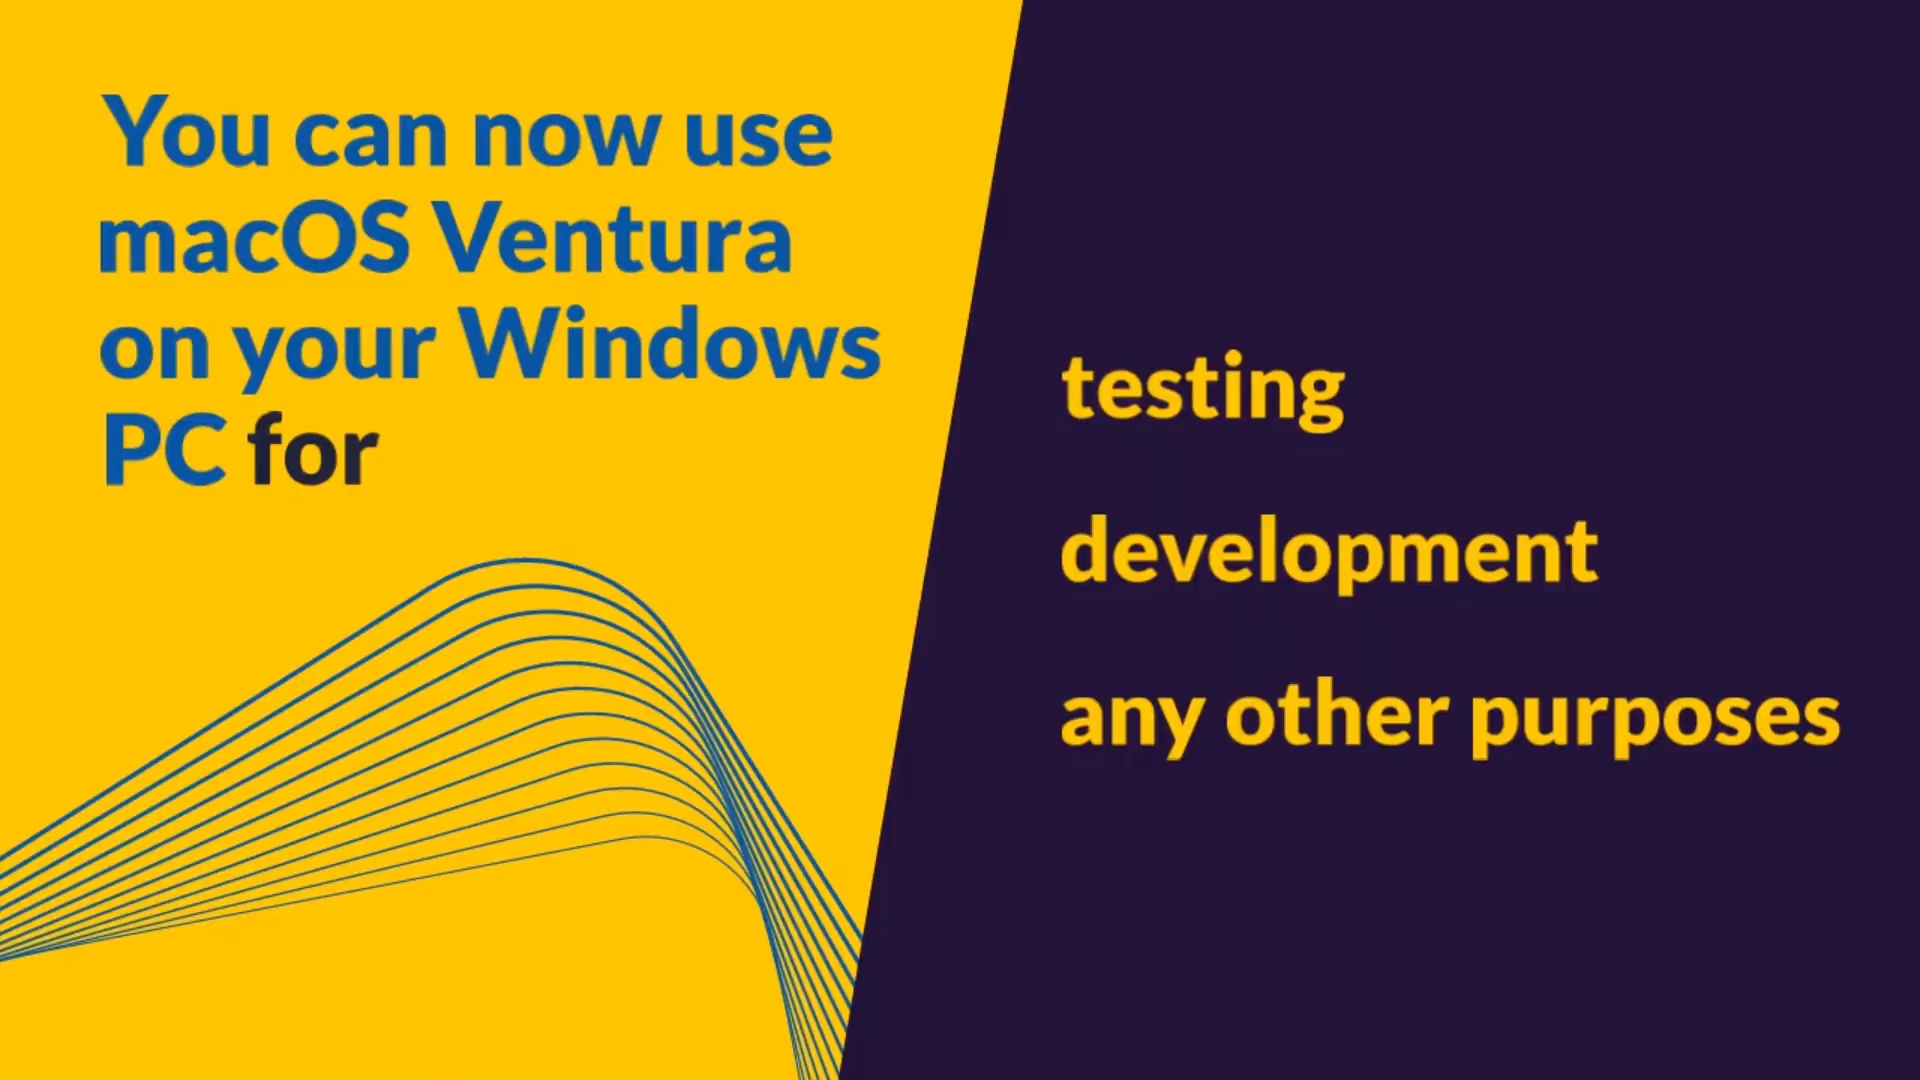 You can now use
macOS Ventura
on your Windows
PC for
testing
development
any other purposes